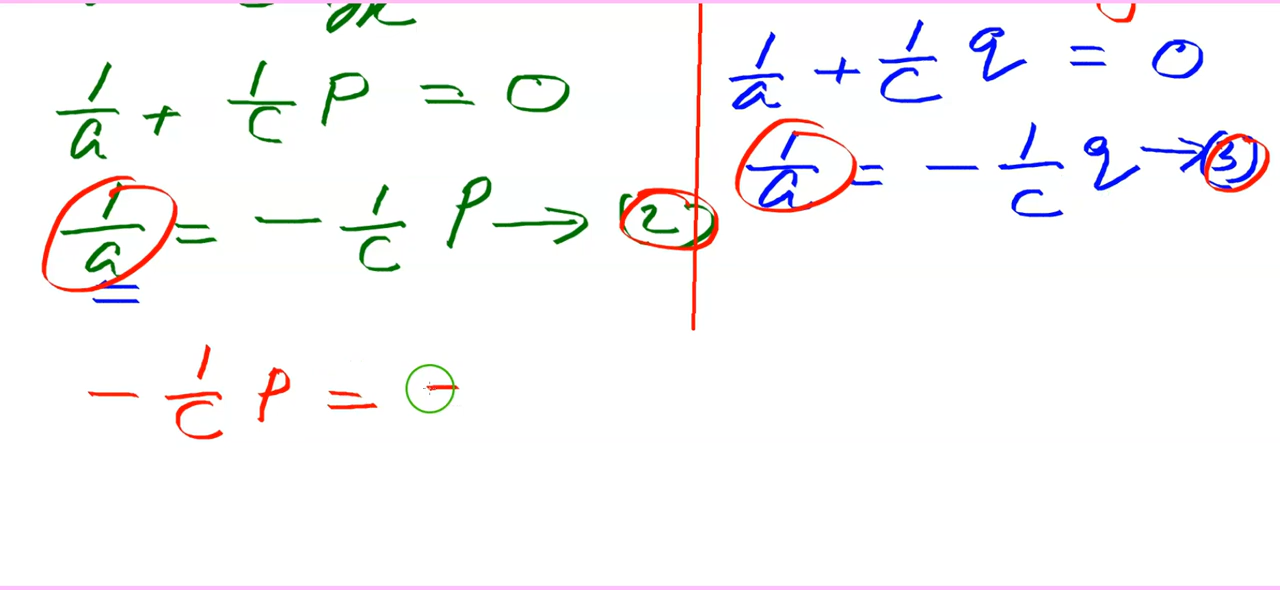 ∂x
1/a + 1/c p = 0
1/a = - 1/c p → (2)
1/a + 1/c q = 0
1/a = - 1/c q → (3)
- 1/c p = -